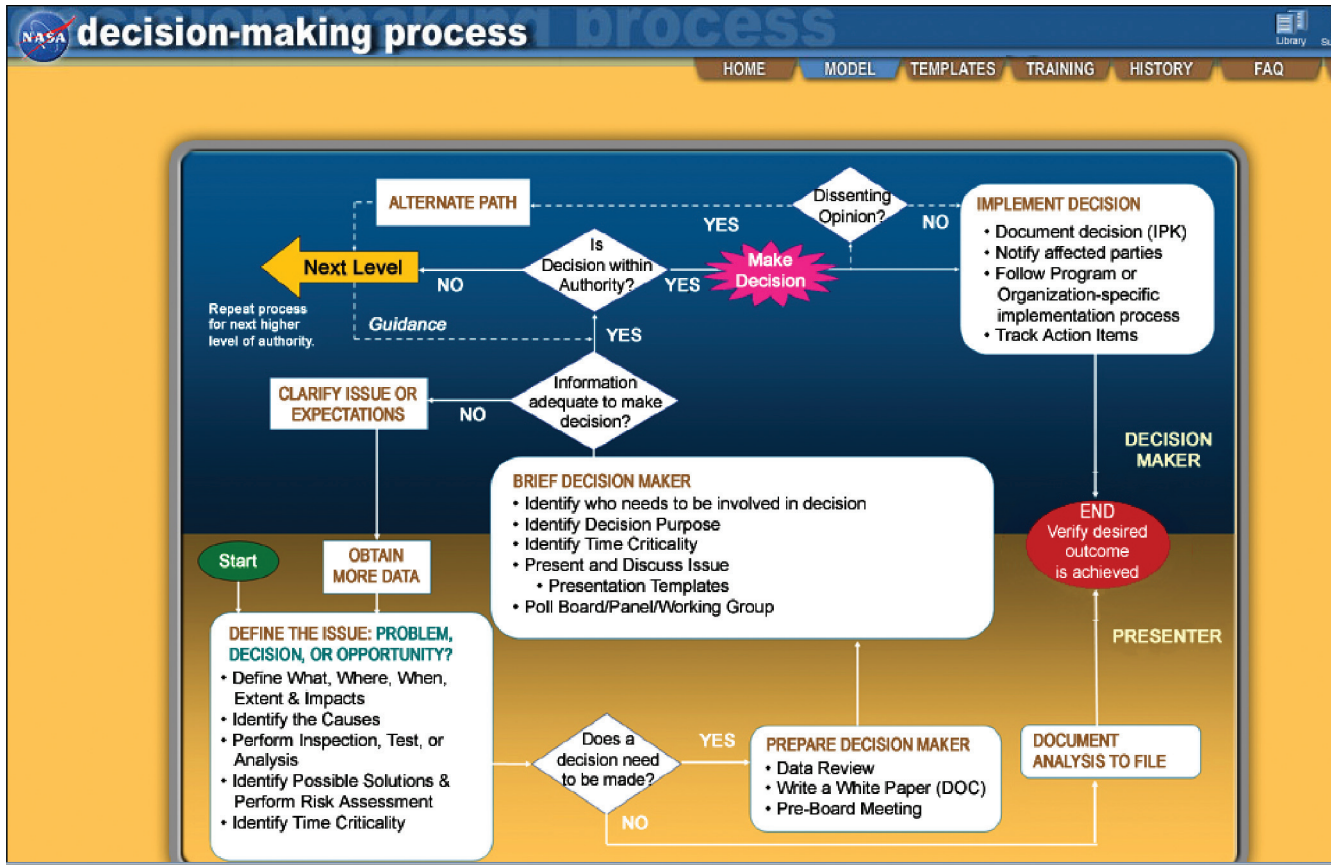 NASA
decision-making process
Library
HOME
MODEL
TEMPLATES
TRAINING
HISTORY
FAQ
ALTERNATE PATH
Dissenting
Opinion?
YES
NO
IMPLEMENT DECISION
• Document decision (IPK)
• Notify affected parties
• Follow Program or
Organization-specific
implementation process
• Track Action Items
Next Level
NO
Is
Decision within
Authority?
YES
Make
Decision
Repeat process
for next higher
level of authority.
Guidance
YES
CLARIFY ISSUE OR
EXPECTATIONS
NO
Information
adequate to make
decision?
DECISION
MAKER
BRIEF DECISION MAKER
• Identify who needs to be involved in decision
• Identify Decision Purpose
• Identify Time Criticality
• Present and Discuss Issue
• Presentation Templates
• Poll Board/Panel/Working Group
END
Verify desired
outcome
is achieved
Start
OBTAIN
MORE DATA
PRESENTER
DEFINE THE ISSUE: PROBLEM,
DECISION, OR OPPORTUNITY?
• Define What, Where, When,
Extent & Impacts
• Identify the Causes
• Perform Inspection, Test, or
Analysis
• Identify Possible Solutions &
Perform Risk Assessment
• Identify Time Criticality
Does a
decision need
to be made?
YES
NO
PREPARE DECISION MAKER
• Data Review
• Write a White Paper (DOC)
• Pre-Board Meeting
DOCUMENT
ANALYSIS TO FILE